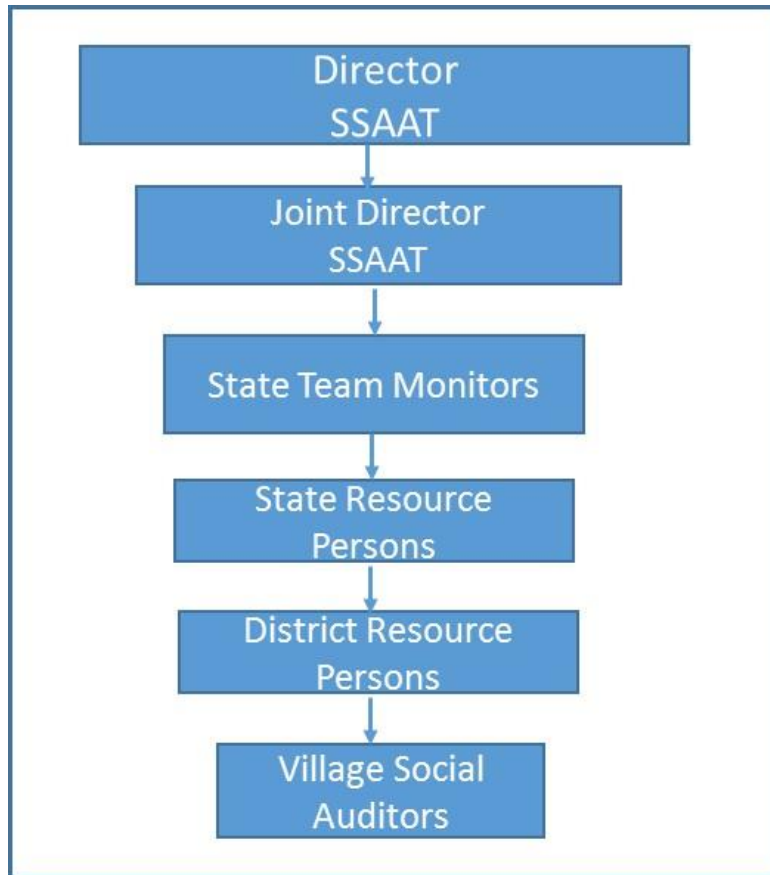 Director
SSAAT
Joint Director
SSAAT
State Team Monitors
State Resource
Persons
District Resource
Persons
Village Social
Auditors